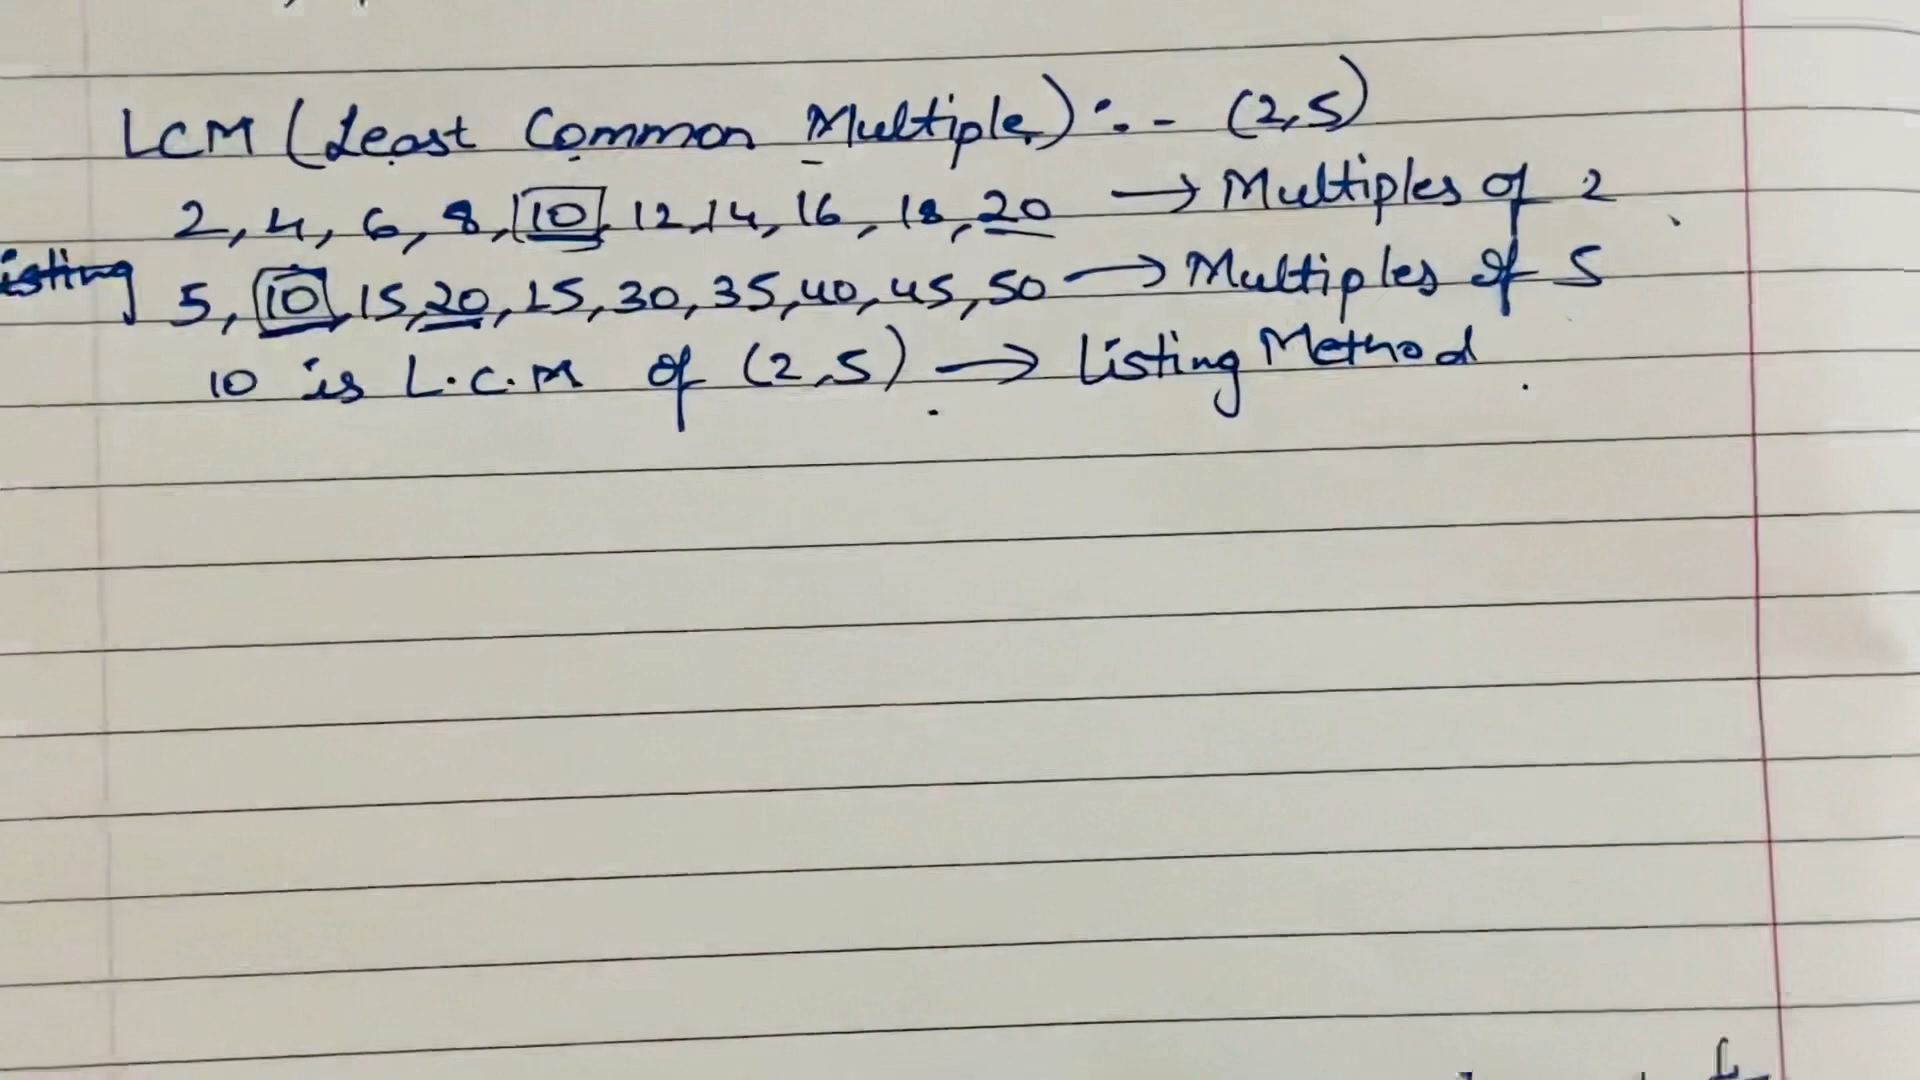 LCM (Least Common Multiple) :- (2,5)
2, 4, 6, 8, 10, 12, 14, 16, 18, 20 → Multiples of 2
isting 5, 10, 15, 20, 25, 30, 35, 40, 45, 50 → Multiples of 5
10 is L.C.M of (2,5) → Listing Method